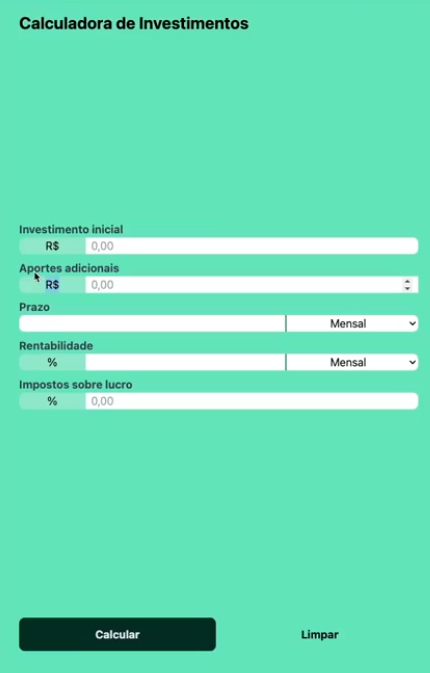 Calculadora de Investimentos
Investimento inicial
R$ 0,00
Aportes adicionais
R$ 0,00
Prazo
Mensal
Rentabilidade
% Mensal
Impostos sobre lucro
% 0,00
Calcular Limpar